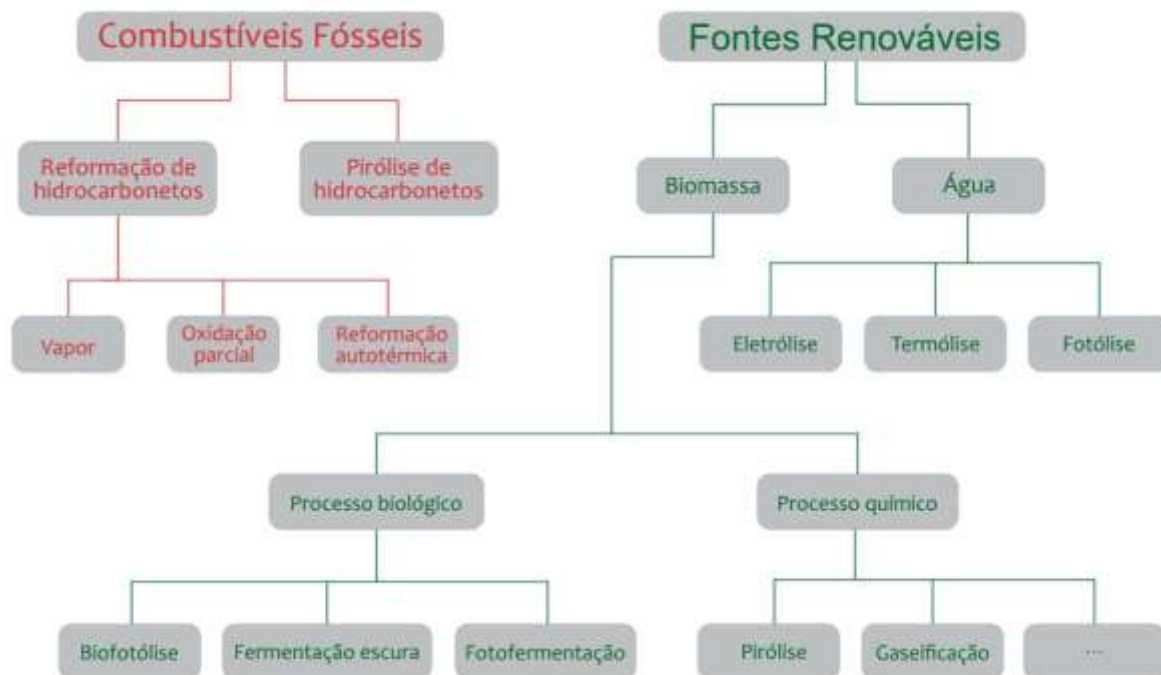 Combustíveis Fósseis
Fontes Renováveis
Reformação de
hidrocarbonetos
Pirólise de
hidrocarbonetos
Biomassa
Água
Vapor
Oxidação
parcial
Reformação
autotérmica
Eletrólise
Termólise
Fotólise
Processo biológico
Processo químico
Biofotólise
Fermentação escura
Fotofermentação
Pirólise
Gaseificação
...